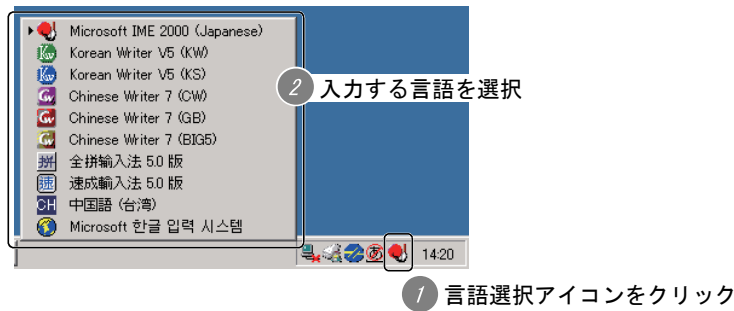 Microsoft IME 2000 (Japanese)
Korean Writer V5 (KW)
Korean Writer V5 (KS)
Chinese Writer 7 (CW)
Chinese Writer 7 (GB)
Chinese Writer 7 (BIG5)
全拼輸入法 5.0 版
速成輸入法 5.0 版
CH 中国語 (台湾)
Microsoft 한글 입력 시스템
2 入力する言語を選択
あ 14:20
1 言語選択アイコンをクリック